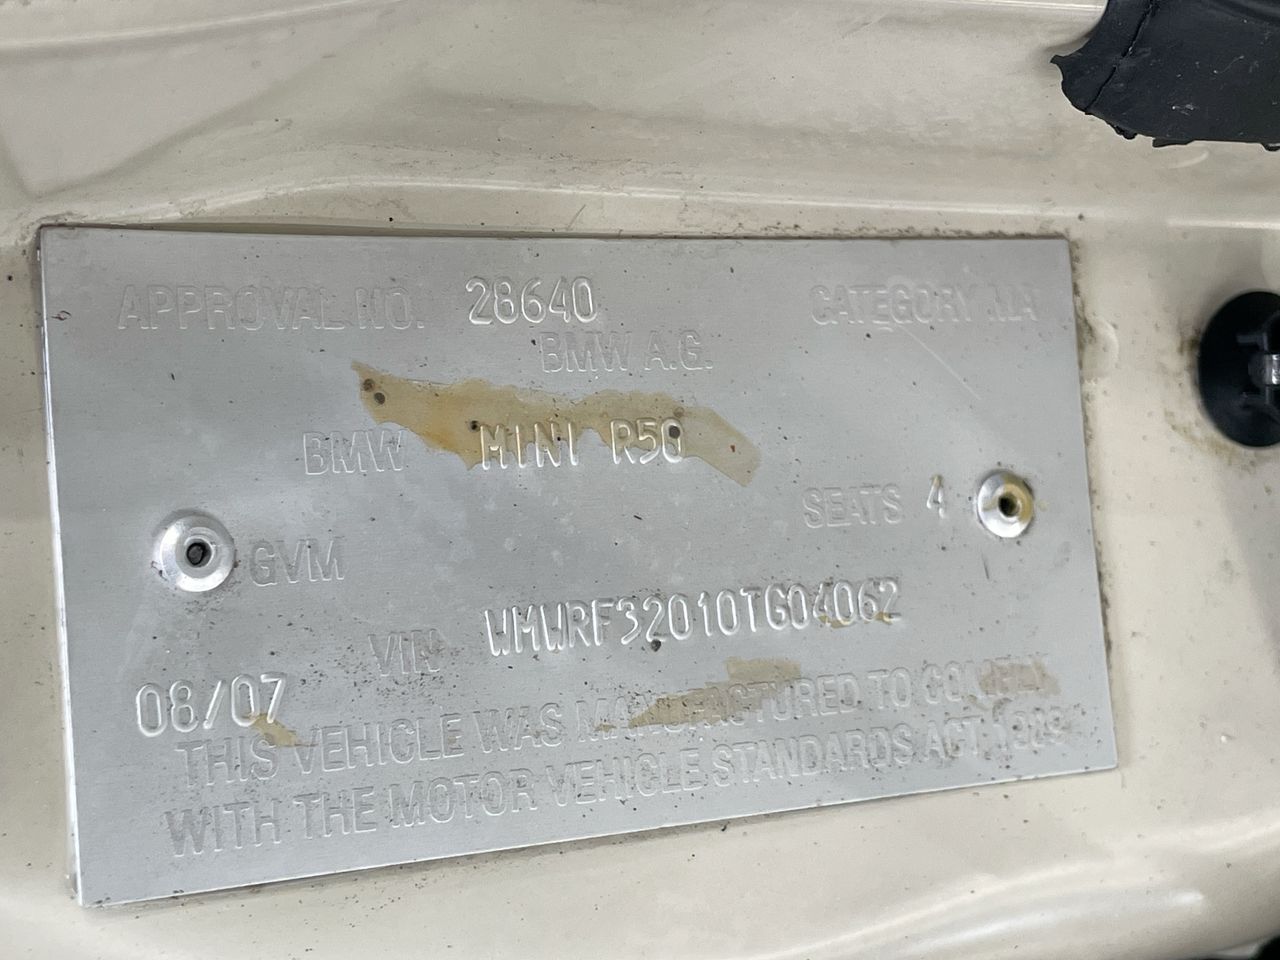 APPROVAL NO. 28640 CATEGORY MA
BMW A.G.
BMW MINI R50
SEATS 4
GVM
VIN WMWRF32010TG04062
08/07
THIS VEHICLE WAS MANUFACTURED TO COMPLY
WITH THE MOTOR VEHICLE STANDARDS ACT 1989